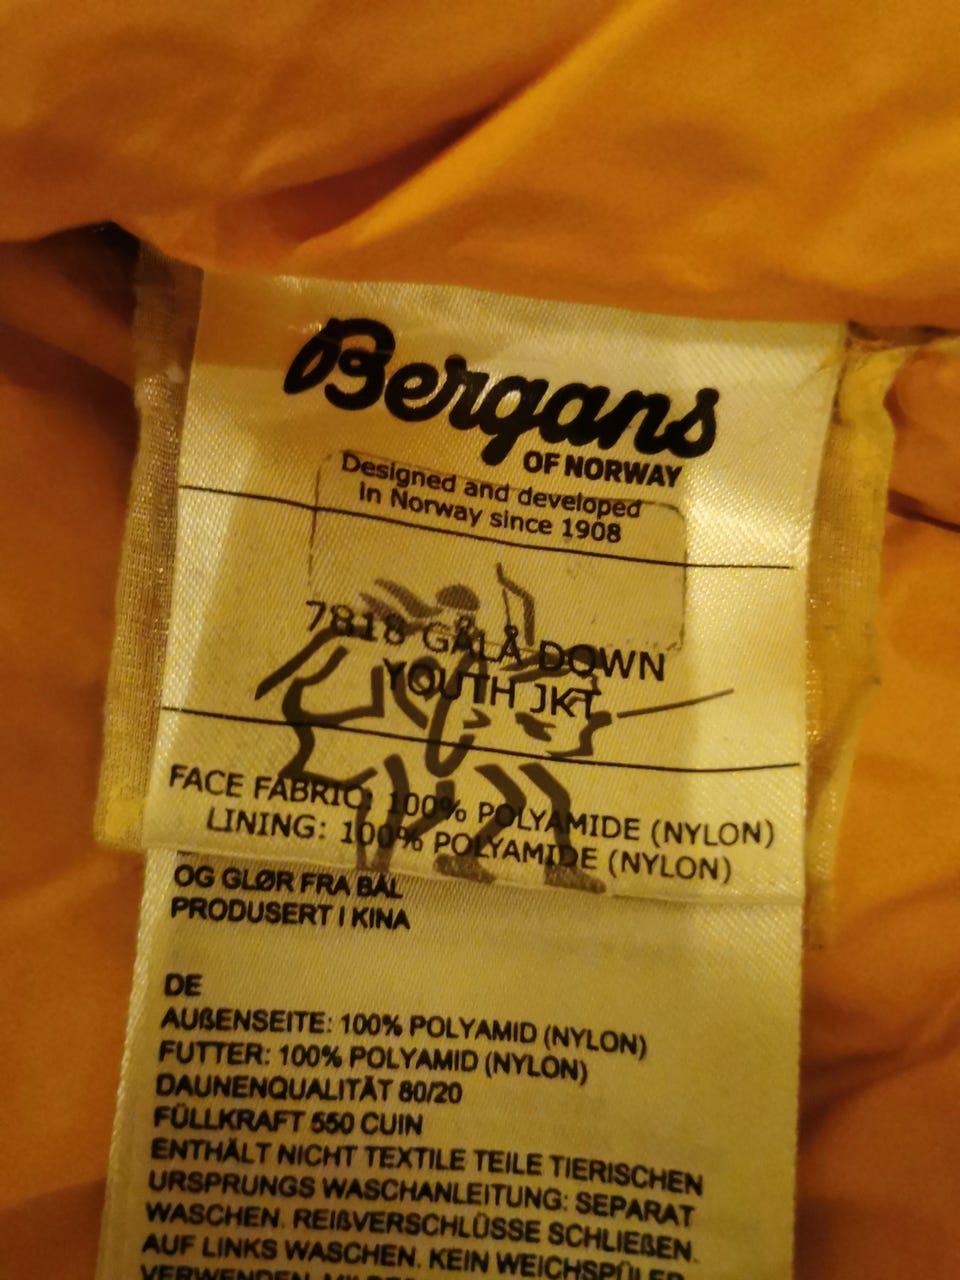 Bergans
OF NORWAY
Designed and developed
in Norway since 1908
7818 GÅLÅ DOWN
YOUTH JKT
FACE FABRIC: 100% POLYAMIDE (NYLON)
LINING: 100% POLYAMIDE (NYLON)
OG GLØR FRA BÅL
PRODUSERT I KINA
DE
AUßENSEITE: 100% POLYAMID (NYLON)
FUTTER: 100% POLYAMID (NYLON)
DAUNENQUALITÄT 80/20
FÜLLKRAFT 550 CUIN
ENTHÄLT NICHT TEXTILE TEILE TIERISCHEN
URSPRUNGS WASCHANLEITUNG: SEPARAT
WASCHEN. REIßVERSCHLÜSSE SCHLIEßEN.
AUF LINKS WASCHEN. KEIN WEICHSPÜLER
VERWENDEN.